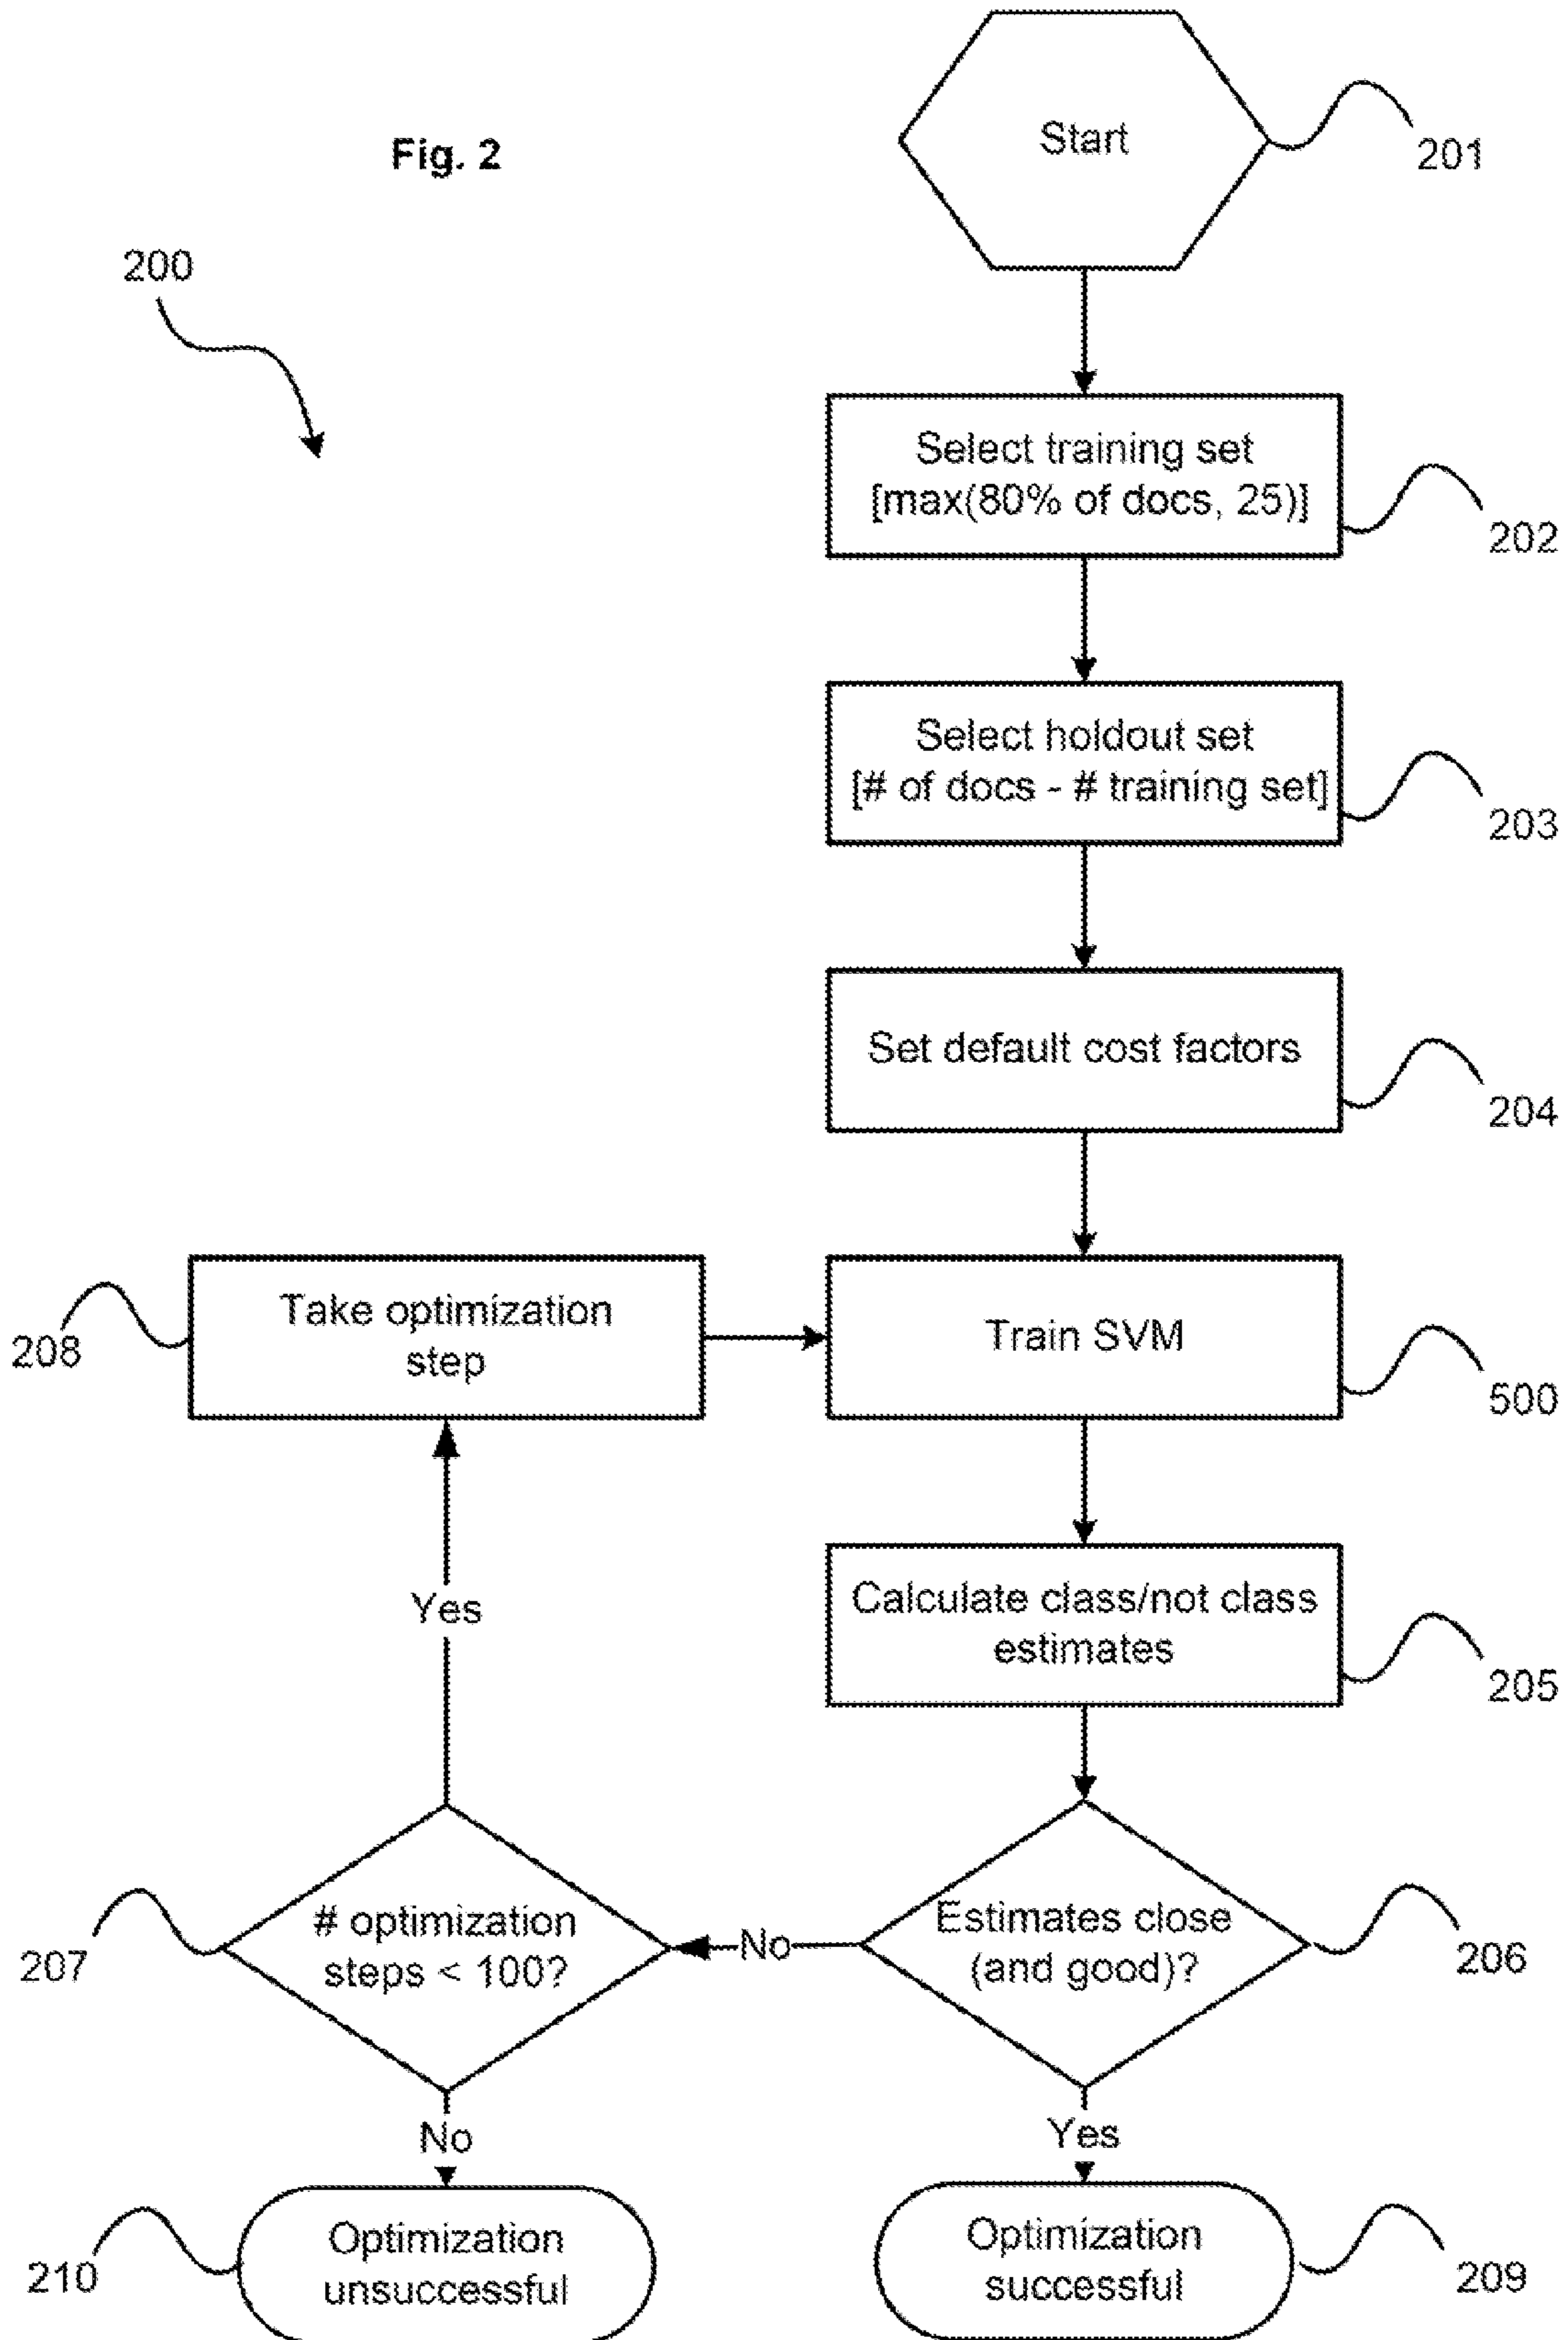 Fig. 2
200
Start
201
Select training set
[max(80% of docs, 25)]
202
Select holdout set
[# of docs - # training set]
203
Set default cost factors
204
Take optimization
step
208
Train SVM
500
Calculate class/not class
estimates
205
Yes
Estimates close
(and good)?
206
No
# optimization
steps < 100?
207
No
Yes
Optimization
unsuccessful
210
Optimization
successful
209